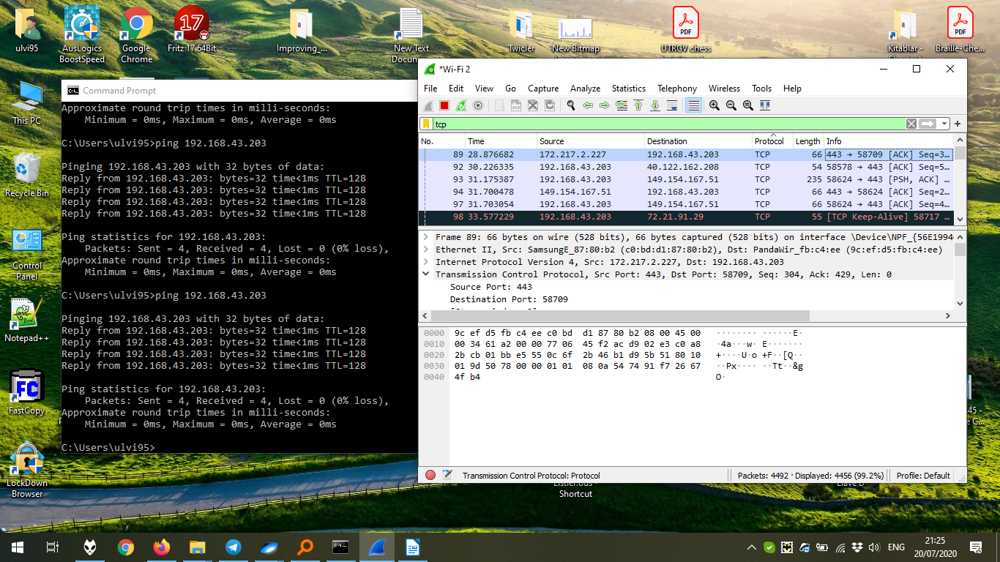 ulvi95
AusLogics
BoostSpeed
Google
Chrome
17
Fritz 17 64Bit
Improving_...
New Text
Docum...
Twicler
New Bitmap
PDF
UTRGV chess
Kitablar -
PDF
Braille-Che...
This PC
Recycle Bin
Control
Panel
Notepad++
FC
FastCopy
LockDown
Browser
Command Prompt
Approximate round trip times in milli-seconds:
Minimum = 0ms, Maximum = 0ms, Average = 0ms
C:\Users\ulvi95>ping 192.168.43.203
Pinging 192.168.43.203 with 32 bytes of data:
Reply from 192.168.43.203: bytes=32 time<1ms TTL=128
Reply from 192.168.43.203: bytes=32 time<1ms TTL=128
Reply from 192.168.43.203: bytes=32 time<1ms TTL=128
Reply from 192.168.43.203: bytes=32 time<1ms TTL=128
Ping statistics for 192.168.43.203:
Packets: Sent = 4, Received = 4, Lost = 0 (0% loss),
Approximate round trip times in milli-seconds:
Minimum = 0ms, Maximum = 0ms, Average = 0ms
C:\Users\ulvi95>ping 192.168.43.203
Pinging 192.168.43.203 with 32 bytes of data:
Reply from 192.168.43.203: bytes=32 time<1ms TTL=128
Reply from 192.168.43.203: bytes=32 time<1ms TTL=128
Reply from 192.168.43.203: bytes=32 time<1ms TTL=128
Reply from 192.168.43.203: bytes=32 time<1ms TTL=128
Ping statistics for 192.168.43.203:
Packets: Sent = 4, Received = 4, Lost = 0 (0% loss),
Approximate round trip times in milli-seconds:
Minimum = 0ms, Maximum = 0ms, Average = 0ms
C:\Users\ulvi95>
*Wi-Fi 2
File Edit View Go Capture Analyze Statistics Telephony Wireless Tools Help
tcp
No. Time Source Destination Protocol Length Info
89 28.876682 172.217.2.227 192.168.43.203 TCP 66 443 → 58709 [ACK] Seq=3…
92 30.226335 192.168.43.203 40.122.162.208 TCP 54 58578 → 443 [ACK] Seq=5…
93 31.175387 192.168.43.203 149.154.167.51 TCP 235 58624 → 443 [PSH, ACK] …
94 31.700478 149.154.167.51 192.168.43.203 TCP 66 443 → 58624 [ACK] Seq=2…
97 31.703054 192.168.43.203 149.154.167.51 TCP 66 58624 → 443 [ACK] Seq=4…
98 33.577229 192.168.43.203 72.21.91.29 TCP 55 [TCP Keep-Alive] 58717 …
Frame 89: 66 bytes on wire (528 bits), 66 bytes captured (528 bits) on interface \Device\NPF_{56E1994
Ethernet II, Src: SamsungE_87:80:b2 (c0:bd:d1:87:80:b2), Dst: PandaWir_fb:c4:ee (9c:ef:d5:fb:c4:ee)
Internet Protocol Version 4, Src: 172.217.2.227, Dst: 192.168.43.203
Transmission Control Protocol, Src Port: 443, Dst Port: 58709, Seq: 304, Ack: 429, Len: 0
Source Port: 443
Destination Port: 58709
0000 9c ef d5 fb c4 ee c0 bd d1 87 80 b2 08 00 45 00 ········ ······E·
0010 00 34 61 a2 00 00 77 06 45 f2 ac d9 02 e3 c0 a8 ·4a···w· E·······
0020 2b cb 01 bb e5 55 0c 6f 2b 46 b1 d9 5b 51 80 10 +····U·o +F··[Q··
0030 01 9d 50 78 00 00 01 01 08 0a 54 74 91 f7 26 67 ··Px···· ··Tt··&g
0040 4f b4 O·
Transmission Control Protocol: Protocol
Packets: 4492 · Displayed: 4456 (99.2%)
Profile: Default
45 -
e C...
Shortcut
ENG
21:25
20/07/2020